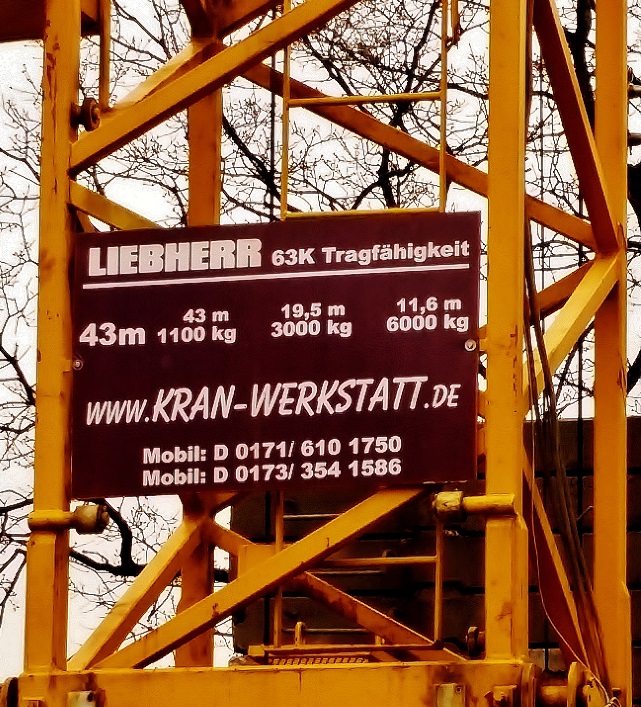 LIEBHERR 63K Tragfähigkeit
43m 43 m 1100 kg 19,5 m 3000 kg 11,6 m 6000 kg
WWW.KRAN-WERKSTATT.DE
Mobil: D 0171/ 610 1750
Mobil: D 0173/ 354 1586